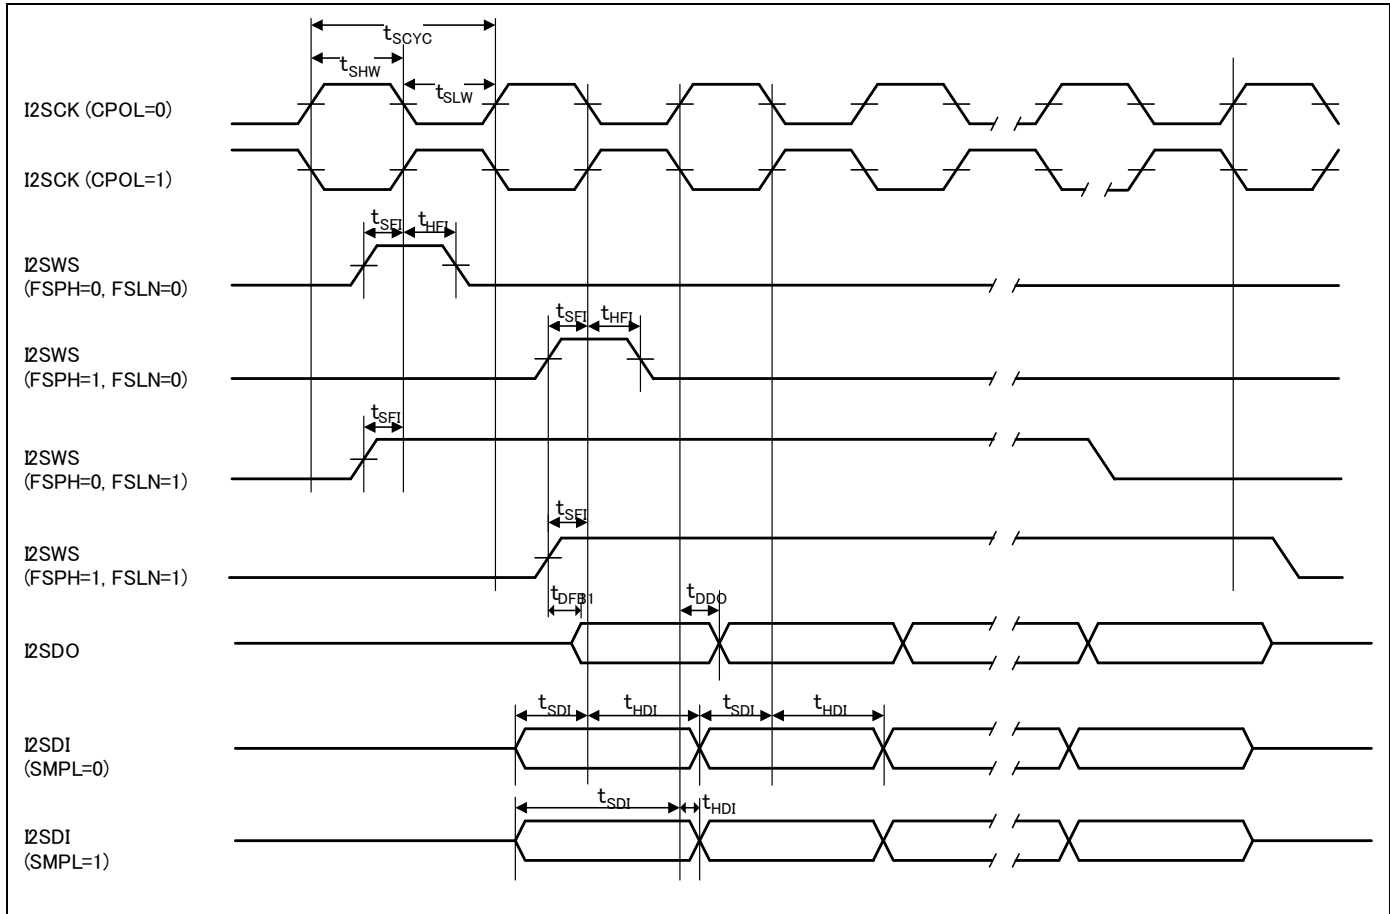 tSCYC
tSHW
tSLW
I2SCK (CPOL=0)
I2SCK (CPOL=1)
tSFI
tHFI
I2SWS
(FSPH=0, FSLN=0)
tSFI
tHFI
I2SWS
(FSPH=1, FSLN=0)
tSFI
I2SWS
(FSPH=0, FSLN=1)
tSFI
I2SWS
(FSPH=1, FSLN=1)
tDFB1
tDDO
I2SDO
tSDI
tHDI
tSDI
tHDI
I2SDI
(SMPL=0)
tSDI
tHDI
I2SDI
(SMPL=1)